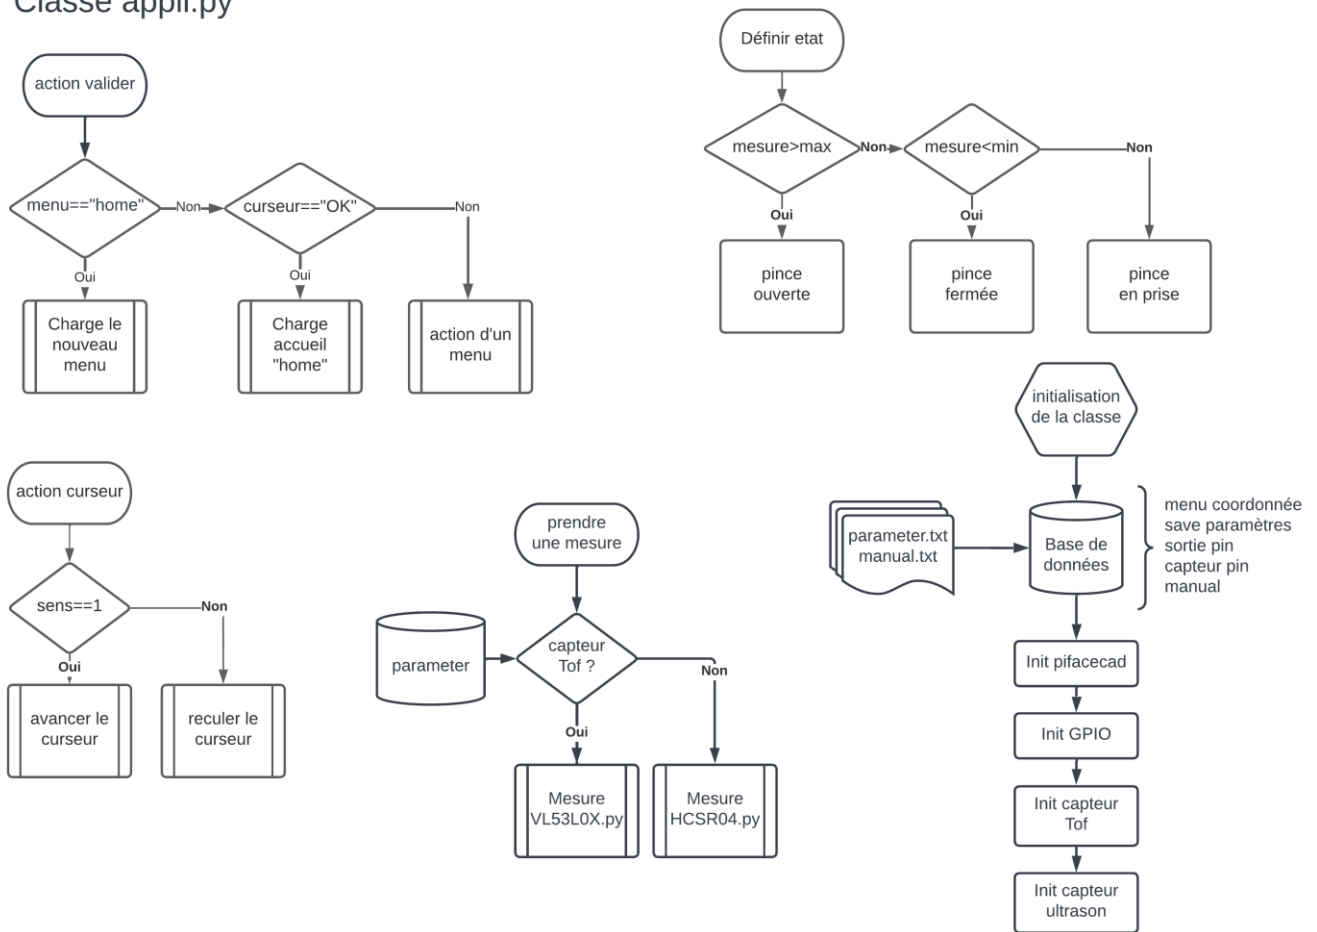 Classe appli.py
action valider
menu=="home"
Non
curseur=="OK"
Non
Oui
Oui
Charge le
nouveau
menu
Charge
accueil
"home"
action d'un
menu
Définir etat
mesure>max
Non
mesure<min
Non
Oui
Oui
pince
ouverte
pince
fermée
pince
en prise
action curseur
sens==1
Non
Oui
avancer le
curseur
reculer le
curseur
prendre
une mesure
parameter
capteur
Tof ?
Non
Oui
Mesure
VL53L0X.py
Mesure
HCSR04.py
initialisation
de la classe
parameter.txt
manual.txt
Base de
données
menu coordonnée
save paramètres
sortie pin
capteur pin
manual
Init pifacecad
Init GPIO
Init capteur
Tof
Init capteur
ultrason